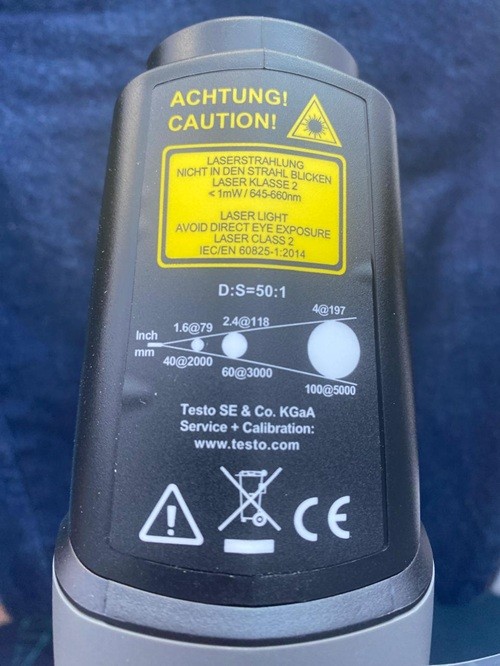 ACHTUNG!
CAUTION!
LASERSTRAHLUNG
NICHT IN DEN STRAHL BLICKEN
LASER KLASSE 2
< 1mW / 645-660nm
LASER LIGHT
AVOID DIRECT EYE EXPOSURE
LASER CLASS 2
IEC/EN 60825-1:2014
D:S=50:1
Inch 1.6@79 2.4@118 4@197
mm 40@2000 60@3000 100@5000
Testo SE & Co. KGaA
Service + Calibration:
www.testo.com
CE